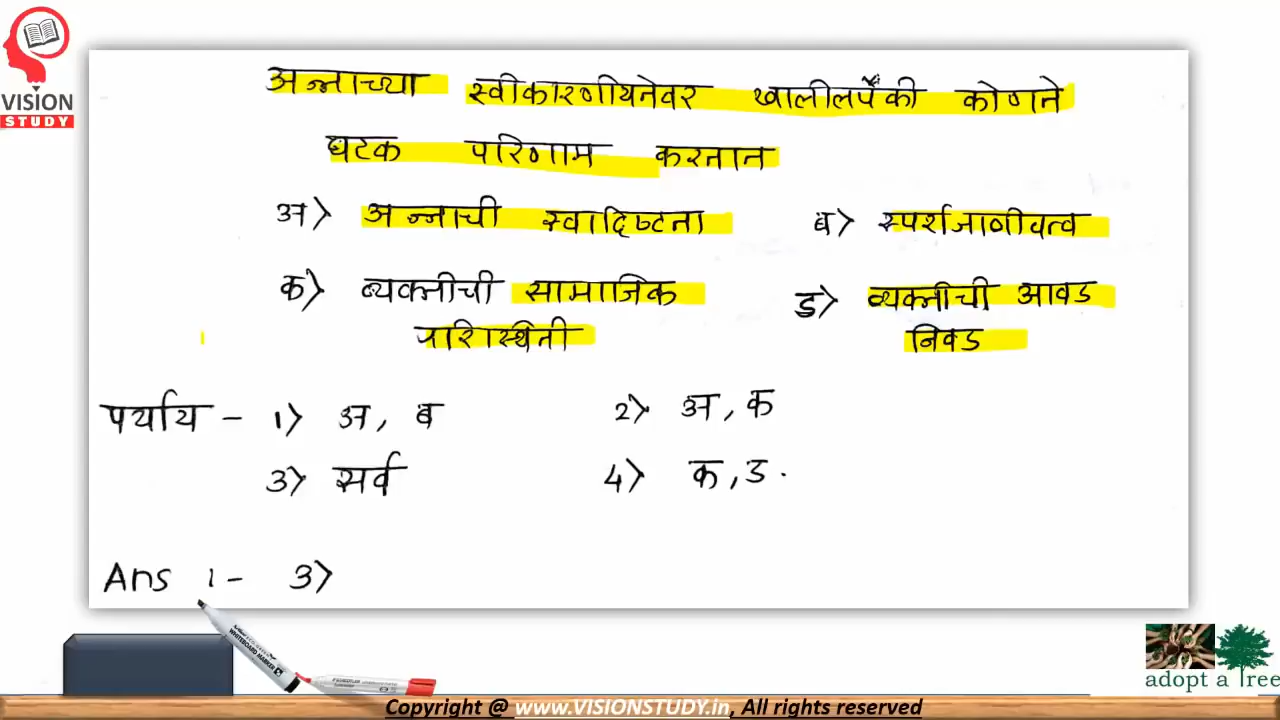 VISION
STUDY
अन्नाच्या स्वीकारणीयतेवर खालीलपैकी कोणते
घटक परिणाम करतात
अ) अन्नाची स्वादिष्टता ब) स्पर्शजाणीवत्व
क) व्यक्तीची सामाजिक परिस्थिती ड) व्यक्तीची आवड निवड
पर्याय - 1) अ, ब 2) अ, क
3) सर्व 4) क, ड.
Ans 1- 3)
WHITEBOARD MARKER
adopt a Tree
Copyright @ www.VISIONSTUDY.in, All rights reserved